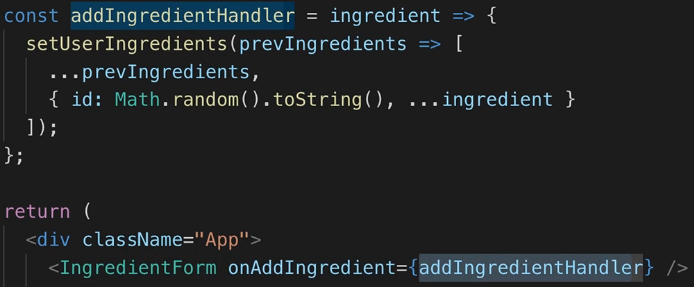 const addIngredientHandler = ingredient => {
setUserIngredients(prevIngredients => [
...prevIngredients,
{ id: Math.random().toString(), ...ingredient }
]);
};
return (
<div className="App">
<IngredientForm onAddIngredient={addIngredientHandler} />